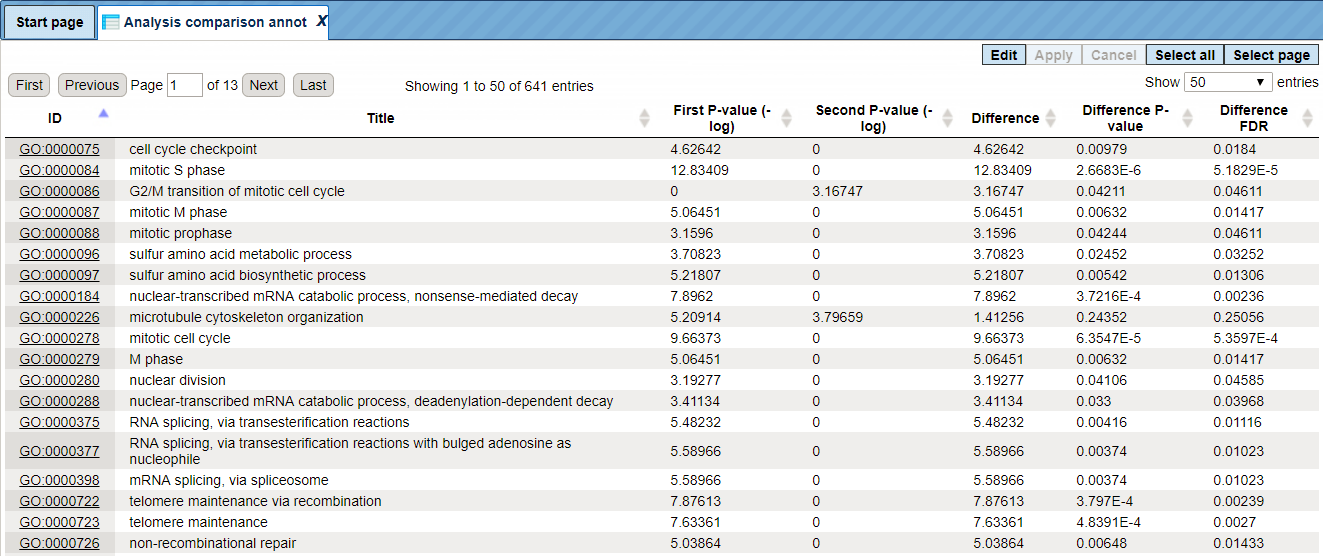 Start page
Analysis comparison annot X
Edit Apply Cancel Select all Select page
First Previous Page 1 of 13 Next Last Showing 1 to 50 of 641 entries Show 50 entries
ID Title First P-value (-log) Second P-value (-log) Difference Difference P-value Difference FDR
GO:0000075 cell cycle checkpoint 4.62642 0 4.62642 0.00979 0.0184
GO:0000084 mitotic S phase 12.83409 0 12.83409 2.6683E-6 5.1829E-5
GO:0000086 G2/M transition of mitotic cell cycle 0 3.16747 3.16747 0.04211 0.04611
GO:0000087 mitotic M phase 5.06451 0 5.06451 0.00632 0.01417
GO:0000088 mitotic prophase 3.1596 0 3.1596 0.04244 0.04611
GO:0000096 sulfur amino acid metabolic process 3.70823 0 3.70823 0.02452 0.03252
GO:0000097 sulfur amino acid biosynthetic process 5.21807 0 5.21807 0.00542 0.01306
GO:0000184 nuclear-transcribed mRNA catabolic process, nonsense-mediated decay 7.8962 0 7.8962 3.7216E-4 0.00236
GO:0000226 microtubule cytoskeleton organization 5.20914 3.79659 1.41256 0.24352 0.25056
GO:0000278 mitotic cell cycle 9.66373 0 9.66373 6.3547E-5 5.3597E-4
GO:0000279 M phase 5.06451 0 5.06451 0.00632 0.01417
GO:0000280 nuclear division 3.19277 0 3.19277 0.04106 0.04585
GO:0000288 nuclear-transcribed mRNA catabolic process, deadenylation-dependent decay 3.41134 0 3.41134 0.033 0.03968
GO:0000375 RNA splicing, via transesterification reactions 5.48232 0 5.48232 0.00416 0.01116
GO:0000377 RNA splicing, via transesterification reactions with bulged adenosine as nucleophile 5.58966 0 5.58966 0.00374 0.01023
GO:0000398 mRNA splicing, via spliceosome 5.58966 0 5.58966 0.00374 0.01023
GO:0000722 telomere maintenance via recombination 7.87613 0 7.87613 3.797E-4 0.00239
GO:0000723 telomere maintenance 7.63361 0 7.63361 4.8391E-4 0.0027
GO:0000726 non-recombinational repair 5.03864 0 5.03864 0.00648 0.01433